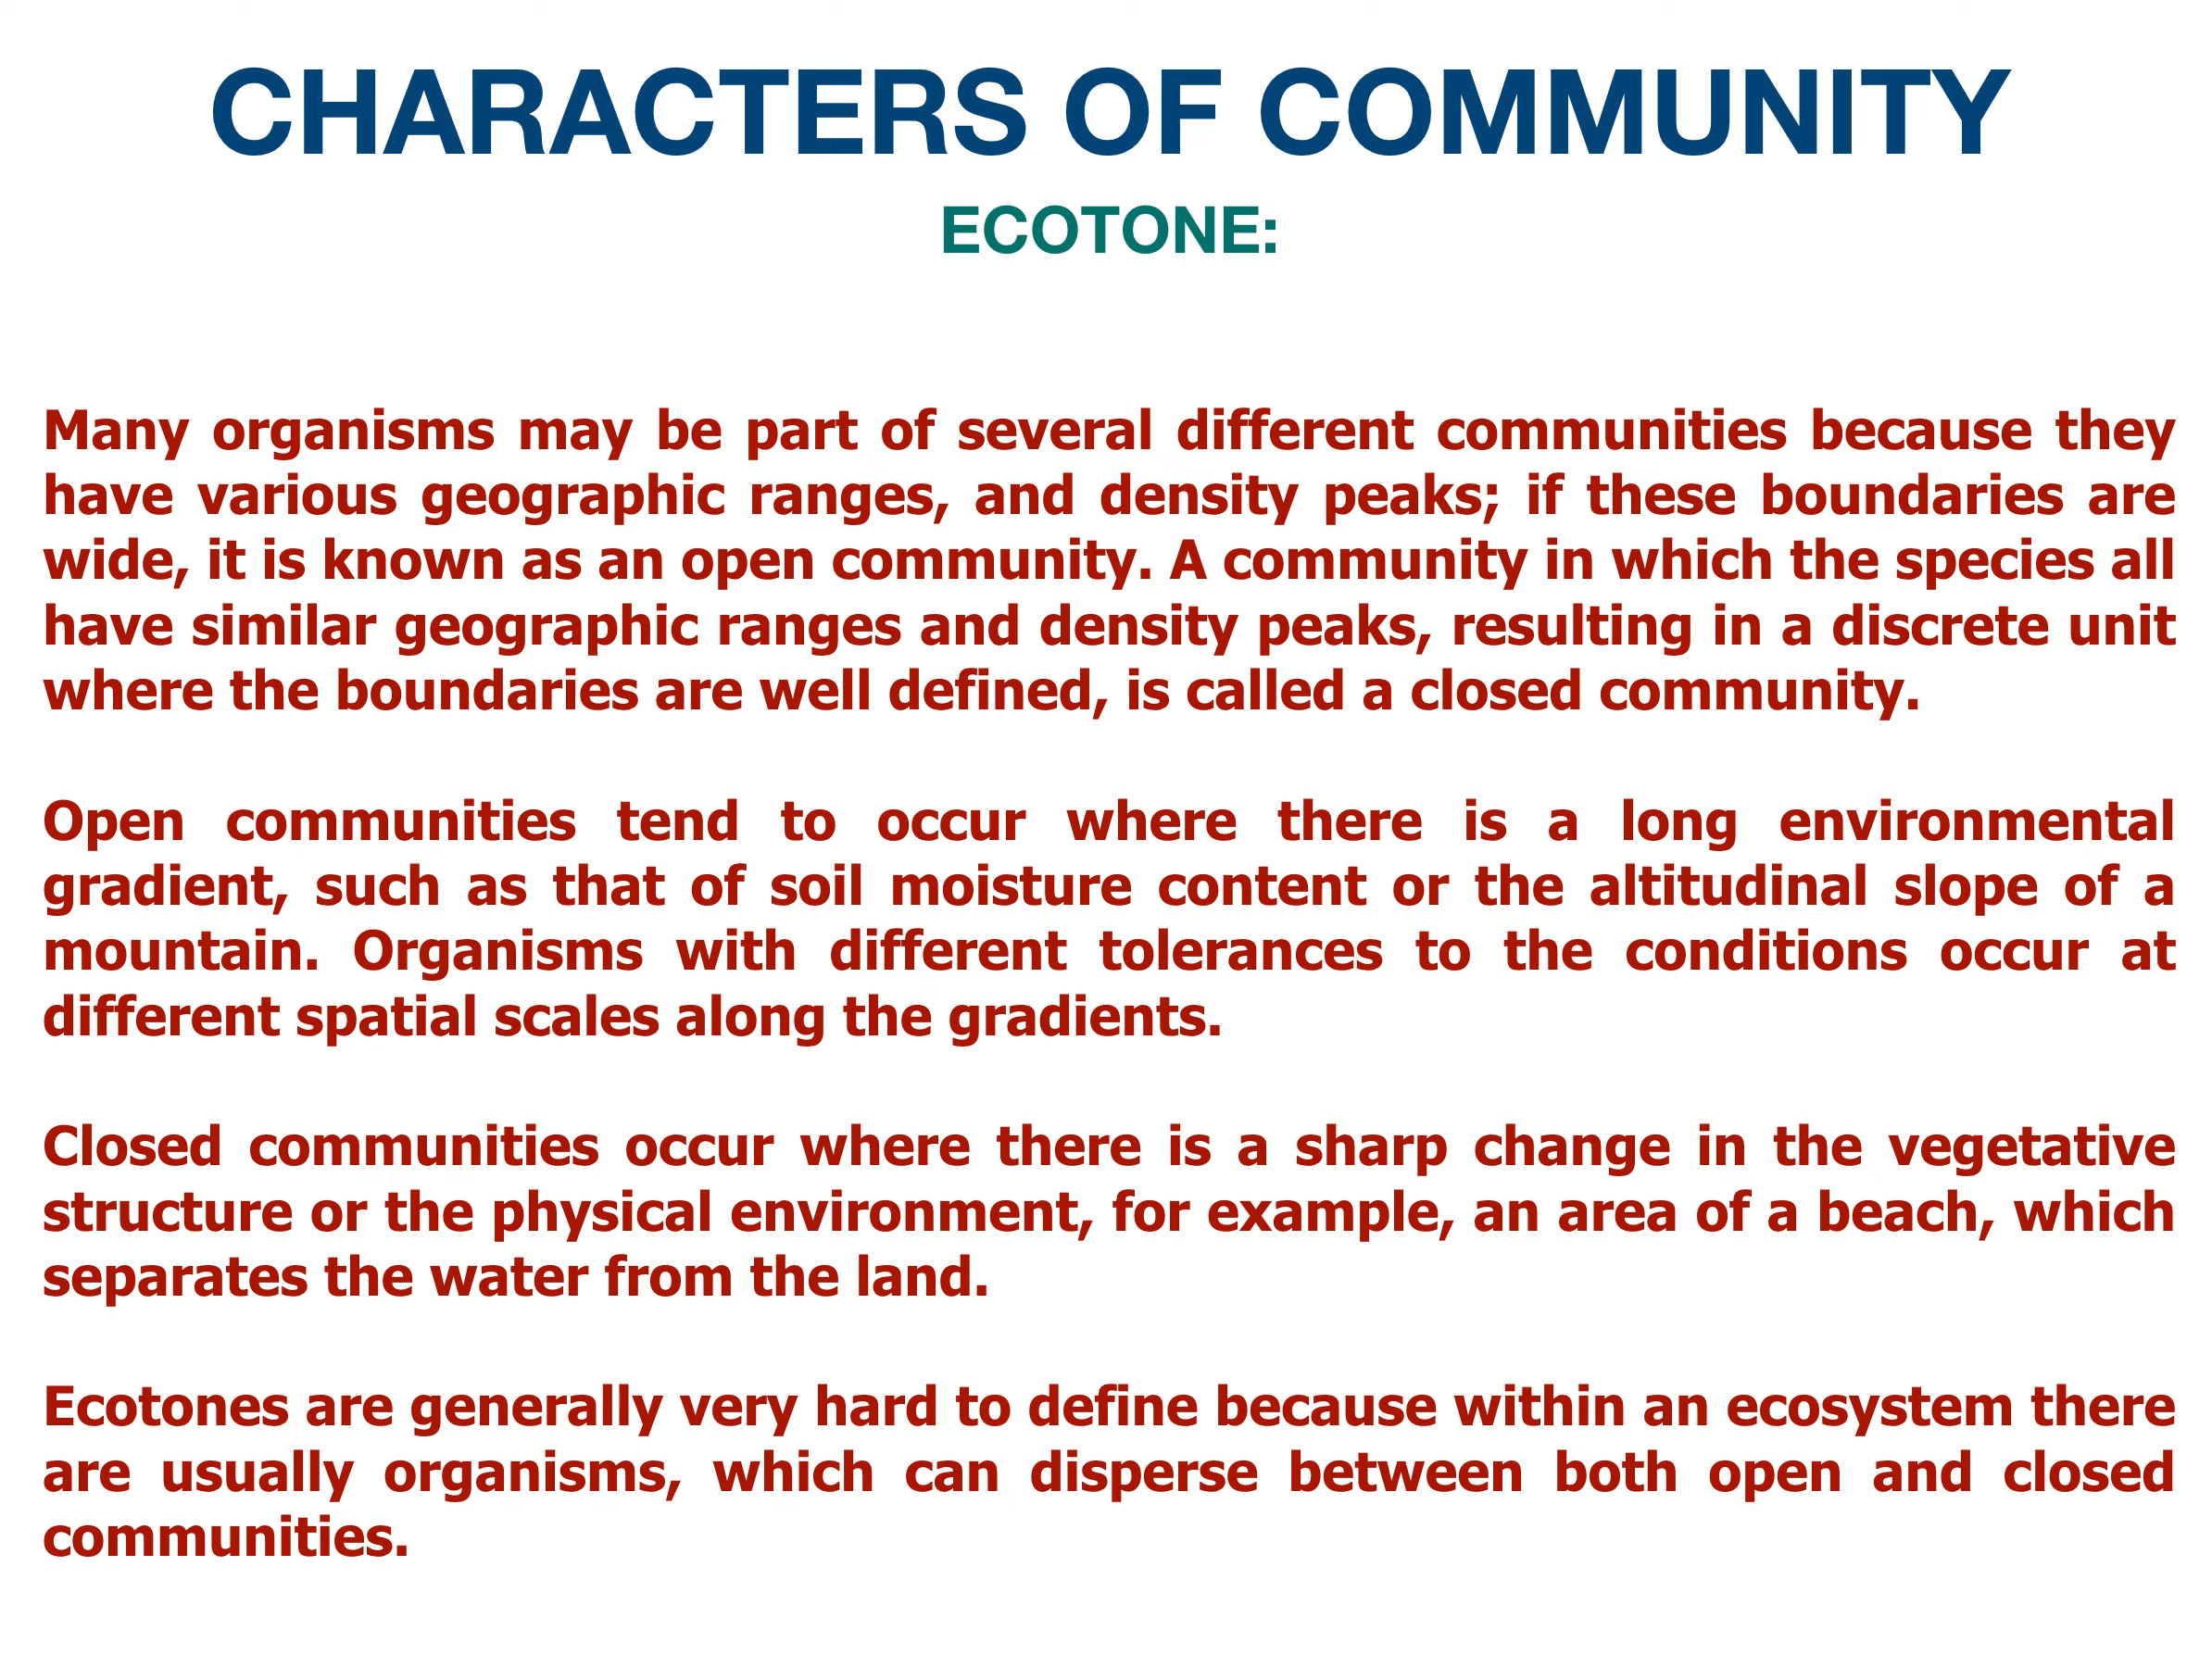 CHARACTERS OF COMMUNITY
ECOTONE:
Many organisms may be part of several different communities because they
have various geographic ranges, and density peaks; if these boundaries are
wide, it is known as an open community. A community in which the species all
have similar geographic ranges and density peaks, resulting in a discrete unit
where the boundaries are well defined, is called a closed community.
Open communities tend to occur where there is a long environmental
gradient, such as that of soil moisture content or the altitudinal slope of a
mountain. Organisms with different tolerances to the conditions occur at
different spatial scales along the gradients.
Closed communities occur where there is a sharp change in the vegetative
structure or the physical environment, for example, an area of a beach, which
separates the water from the land.
Ecotones are generally very hard to define because within an ecosystem there
are usually organisms, which can disperse between both open and closed
communities.